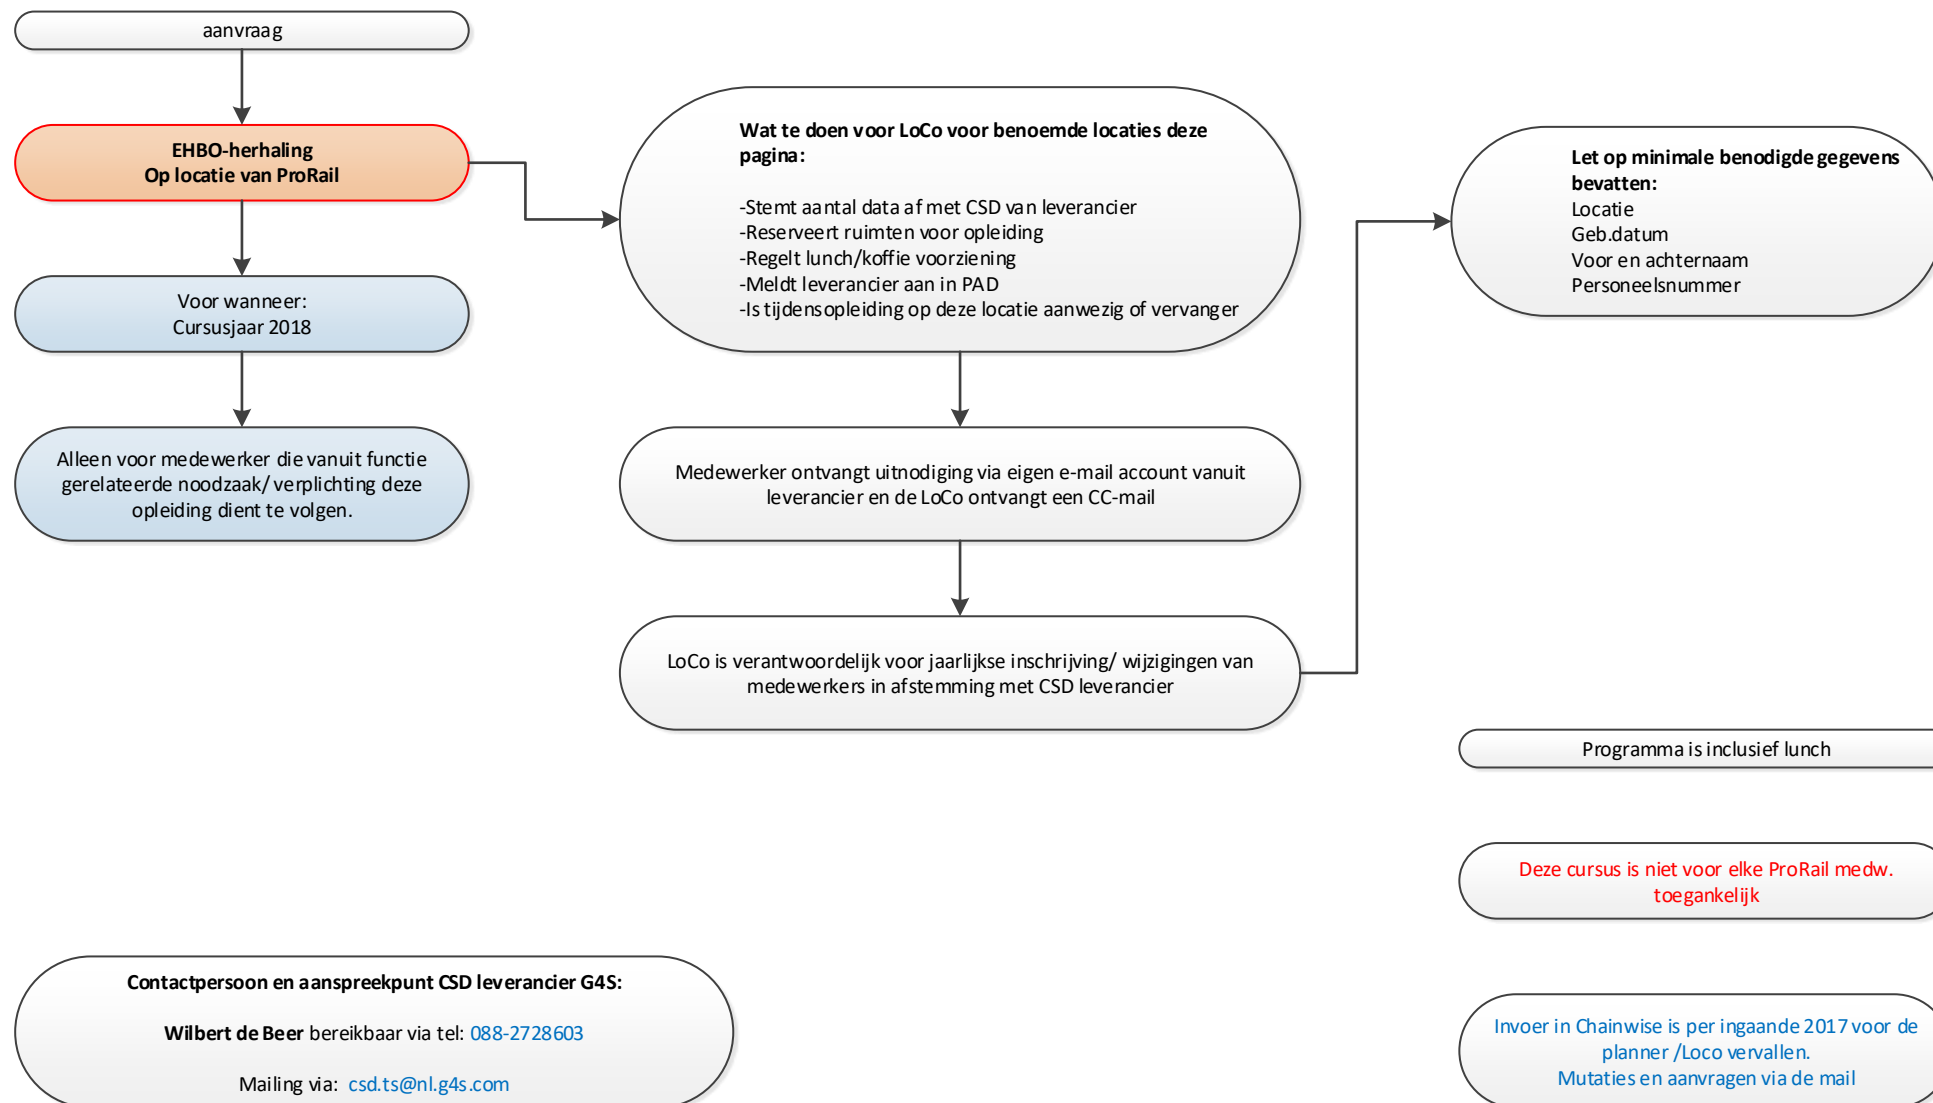 aanvraag
EHBO-herhaling
Op locatie van ProRail
Voor wanneer:
Cursusjaar 2018
Alleen voor medewerker die vanuit functie
gerelateerde noodzaak/ verplichting deze
opleiding dient te volgen.
Wat te doen voor LoCo voor benoemde locaties deze
pagina:
-Stemt aantal data af met CSD van leverancier
-Reserveert ruimten voor opleiding
-Regelt lunch/koffie voorziening
-Meldt leverancier aan in PAD
-Is tijdensopleiding op deze locatie aanwezig of vervanger
Medewerker ontvangt uitnodiging via eigen e-mail account vanuit
leverancier en de LoCo ontvangt een CC-mail
LoCo is verantwoordelijk voor jaarlijkse inschrijving/ wijzigingen van
medewerkers in afstemming met CSD leverancier
Let op minimale benodigde gegevens
bevatten:
Locatie
Geb.datum
Voor en achternaam
Personeelsnummer
Programma is inclusief lunch
Deze cursus is niet voor elke ProRail medw.
toegankelijk
Invoer in Chainwise is per ingaande 2017 voor de
planner /Loco vervallen.
Mutaties en aanvragen via de mail
Contactpersoon en aanspreekpunt CSD leverancier G4S:
Wilbert de Beer bereikbaar via tel: 088-2728603
Mailing via: csd.ts@nl.g4s.com